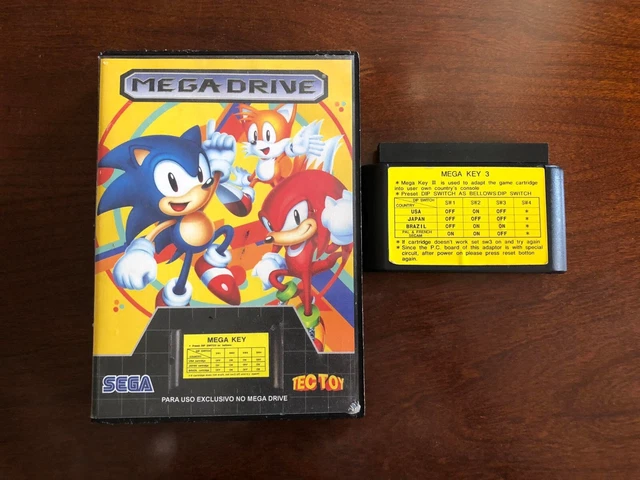 MEGA DRIVE
MEGA KEY
SEGA
TECTOY
PARA USO EXCLUSIVO NO MEGA DRIVE
MEGA KEY 3
* Mega Key III is used to adapt the game cartridge
into user own country's console
* Preset DIP SWITCH AS BELLOWS:DIP SWITCH
DIP SWITCH
COUNTRY SW1 SW2 SW3 SW4
USA OFF ON OFF *
JAPAN OFF OFF OFF *
BRAZIL ON ON OFF *
PAL & FRENCH
SECAM ON ON *
* If cartridge doesn't work set sw3 on and try again.
* Since the P.C. board of this adaptor is with special
circuit, after power on please press reset botton
again.